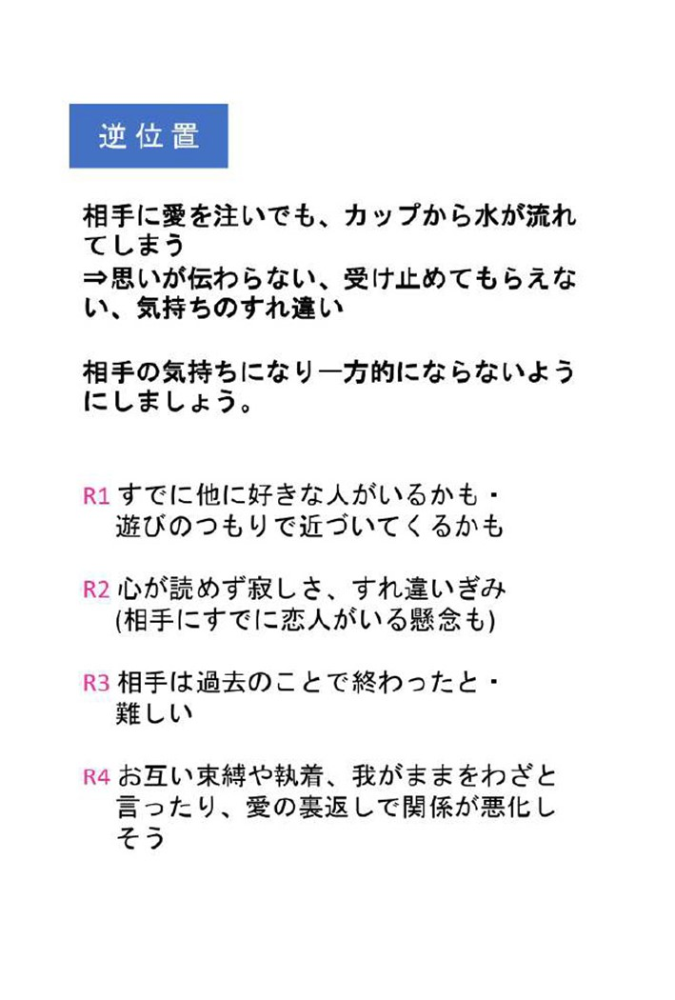 逆位置
相手に愛を注いでも、カップから水が流れ
てしまう
⇒思いが伝わらない、受け止めてもらえな
い、気持ちのすれ違い
相手の気持ちになり一方的にならないよう
にしましょう。
R1 すでに他に好きな人がいるかも・
遊びのつもりで近づいてくるかも
R2 心が読めず寂しさ、すれ違いぎみ
(相手にすでに恋人がいる懸念も)
R3 相手は過去のことで終わったと・
難しい
R4 お互い束縛や執着、我がままをわざと
言ったり、愛の裏返しで関係が悪化し
そう